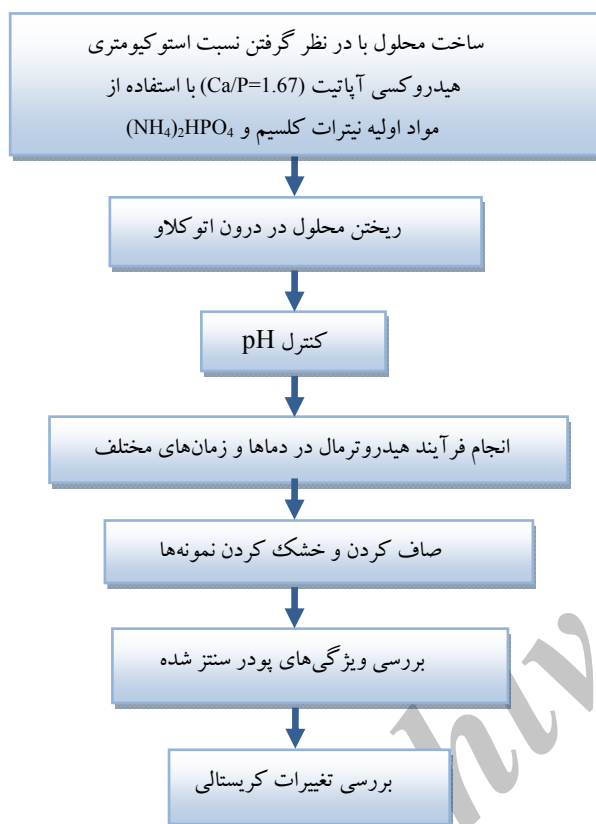 ساخت محلول با در نظر گرفتن نسبت استوکیومتری
هیدروکسی آپاتیت (Ca/P=1.67) با استفاده از
مواد اولیه نیترات کلسیم و (NH₄)₂HPO₄
ریختن محلول در درون اتوکلاو
کنترل pH
انجام فرآیند هیدروترمال در دماها و زمان‌های مختلف
صاف کردن و خشک کردن نمونه‌ها
بررسی ویژگی‌های پودر سنتز شده
بررسی تغییرات کریستالی
hiv